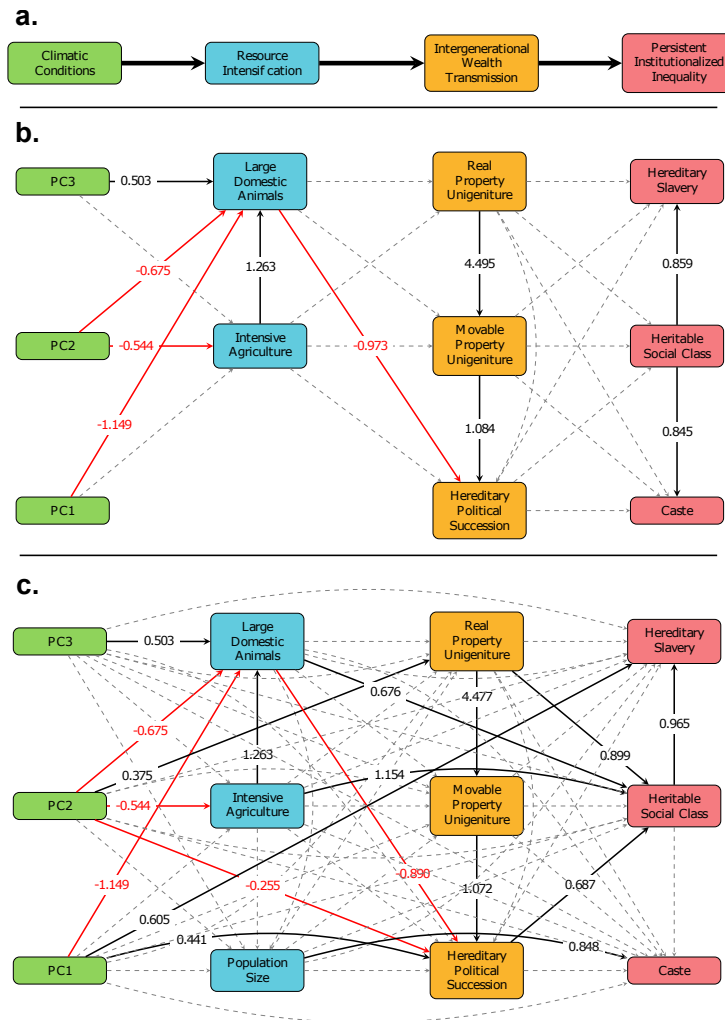 a.
Climatic
Conditions
Resource
Intensification
Intergenerational
Wealth
Transmission
Persistent
Institutionalized
Inequality
b.
PC3
0.503
Large
Domestic
Animals
Real
Property
Unigeniture
Hereditary
Slavery
-0.675
1.263
4.495
0.859
PC2
-0.544
Intensive
Agriculture
-0.973
Movable
Property
Unigeniture
Heritable
Social Class
-1.149
1.084
0.845
PC1
Hereditary
Political
Succession
Caste
c.
PC3
0.503
Large
Domestic
Animals
Real
Property
Unigeniture
Hereditary
Slavery
0.676
4.477
-0.675
0.965
0.375
1.263
1.154
0.899
PC2
-0.544
Intensive
Agriculture
Movable
Property
Unigeniture
Heritable
Social Class
-1.149
-0.255
-0.890
1.072
0.687
0.605
0.441
0.848
PC1
Population
Size
Hereditary
Political
Succession
Caste